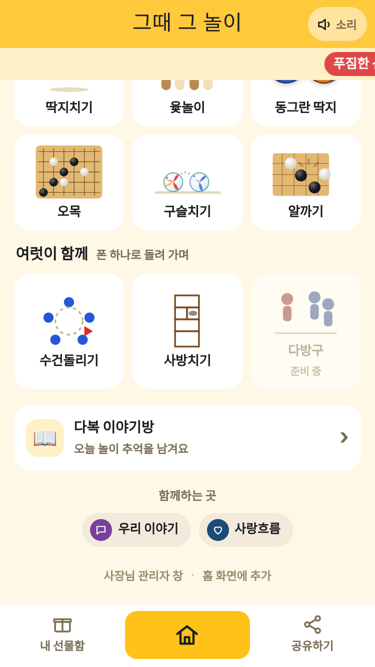 그때 그 놀이
소리
푸짐한
딱지치기
윷놀이
동그란 딱지
오목
구슬치기
알까기
여럿이 함께 폰 하나로 돌려 가며
수건돌리기
사방치기
다방구
준비 중
다복 이야기방
오늘 놀이 추억을 남겨요
함께하는 곳
우리 이야기
사랑흐름
사장님 관리자 창 · 홈 화면에 추가
내 선물함
공유하기